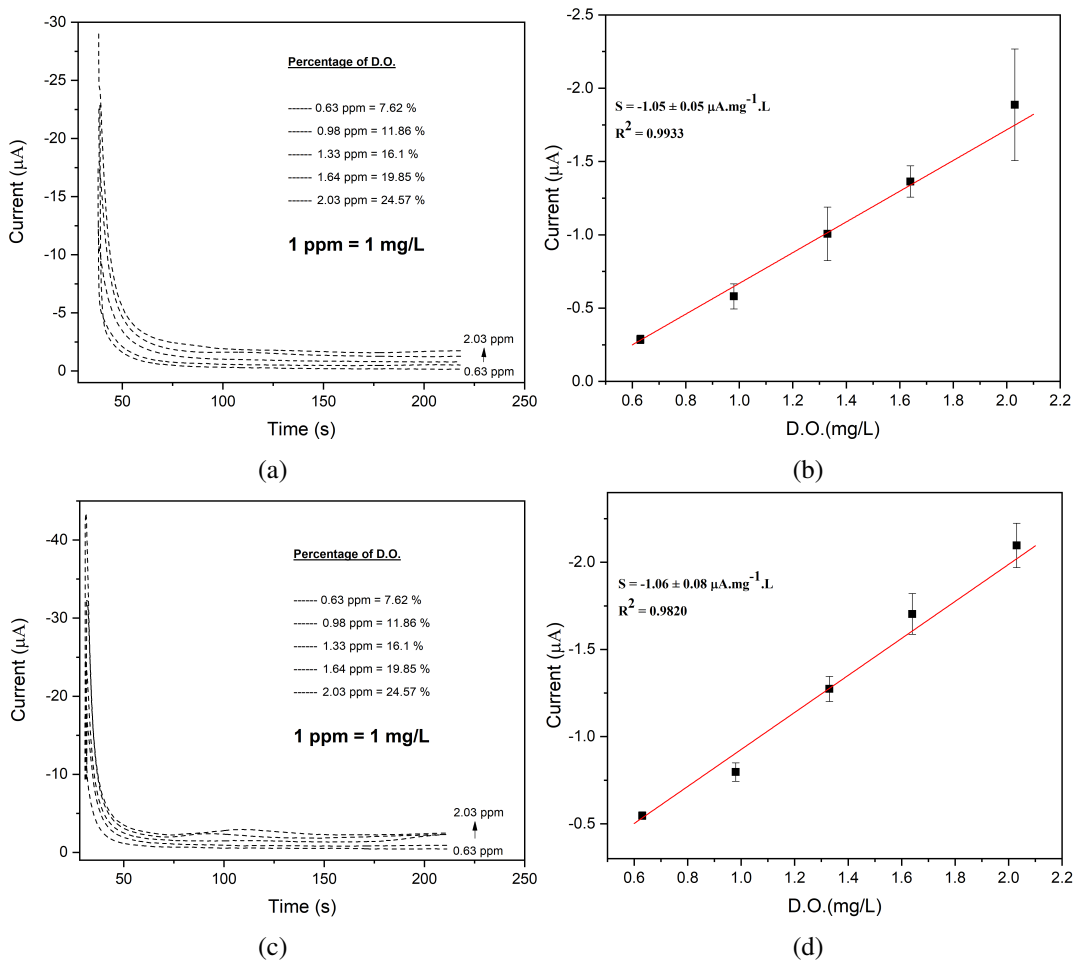 -30
-25
-20
-15
-10
-5
0
Current (µA)
50
100
150
200
250
Time (s)
Percentage of D.O.
------ 0.63 ppm = 7.62 %
------ 0.98 ppm = 11.86 %
------ 1.33 ppm = 16.1 %
------ 1.64 ppm = 19.85 %
------ 2.03 ppm = 24.57 %
1 ppm = 1 mg/L
2.03 ppm
0.63 ppm
(a)
-2.5
-2.0
-1.5
-1.0
-0.5
0.0
Current (µA)
S = -1.05 ± 0.05 µA.mg⁻¹.L
R² = 0.9933
0.6
0.8
1.0
1.2
1.4
1.6
1.8
2.0
2.2
D.O.(mg/L)
(b)
-40
-30
-20
-10
0
Current (µA)
50
100
150
200
250
Time (s)
Percentage of D.O.
------ 0.63 ppm = 7.62 %
------ 0.98 ppm = 11.86 %
------ 1.33 ppm = 16.1 %
------ 1.64 ppm = 19.85 %
------ 2.03 ppm = 24.57 %
1 ppm = 1 mg/L
2.03 ppm
0.63 ppm
(c)
-2.0
-1.5
-1.0
-0.5
Current (µA)
S = -1.06 ± 0.08 µA.mg⁻¹.L
R² = 0.9820
0.6
0.8
1.0
1.2
1.4
1.6
1.8
2.0
2.2
D.O.(mg/L)
(d)